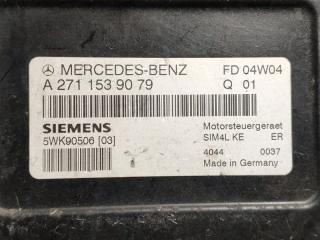 MERCEDES-BENZ FD 04W04
A 271 153 90 79 Q 01
SIEMENS Motorsteuergeraet
5WK90506 [03] SIM4L KE ER
4044 0037
Made in Germany